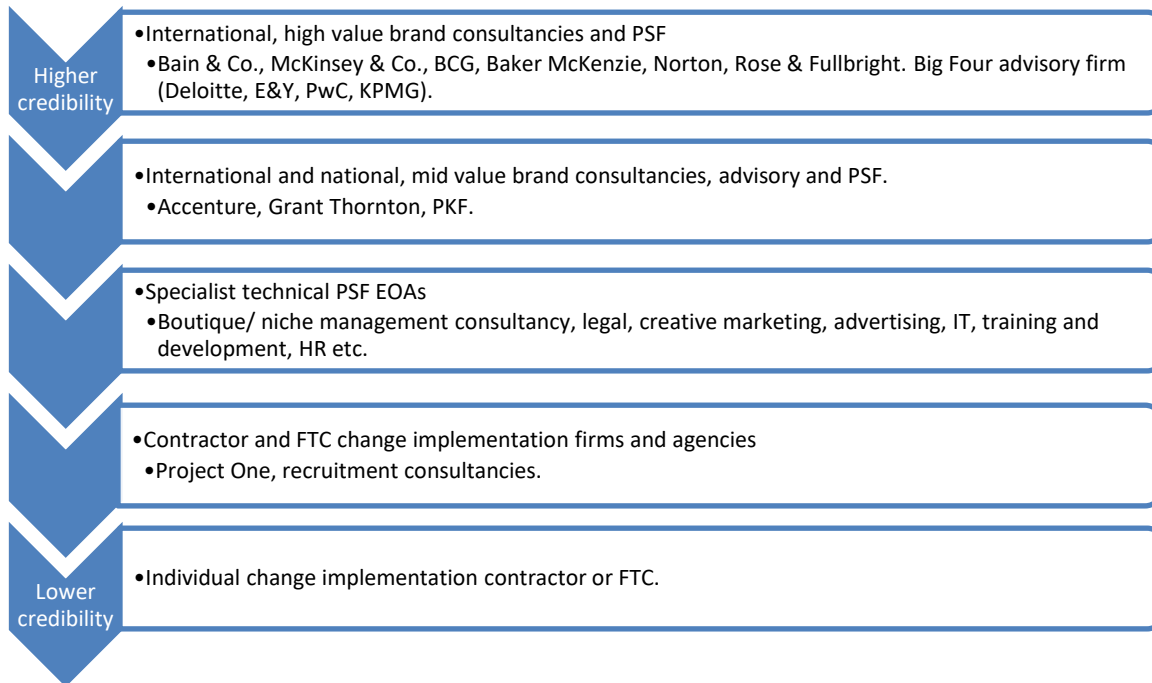 Higher
credibility
•International, high value brand consultancies and PSF
•Bain & Co., McKinsey & Co., BCG, Baker McKenzie, Norton, Rose & Fullbright. Big Four advisory firm
(Deloitte, E&Y, PwC, KPMG).
•International and national, mid value brand consultancies, advisory and PSF.
•Accenture, Grant Thornton, PKF.
•Specialist technical PSF EOAs
•Boutique/ niche management consultancy, legal, creative marketing, advertising, IT, training and
development, HR etc.
•Contractor and FTC change implementation firms and agencies
•Project One, recruitment consultancies.
Lower
credibility
•Individual change implementation contractor or FTC.